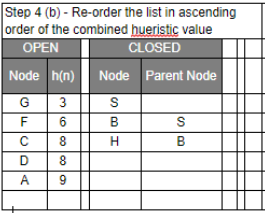 Step 4 (b) - Re-order the list in ascending
order of the combined hueristic value
OPEN CLOSED
Node h(n) Node Parent Node
G 3 S
F 6 B S
C 8 H B
D 8
A 9